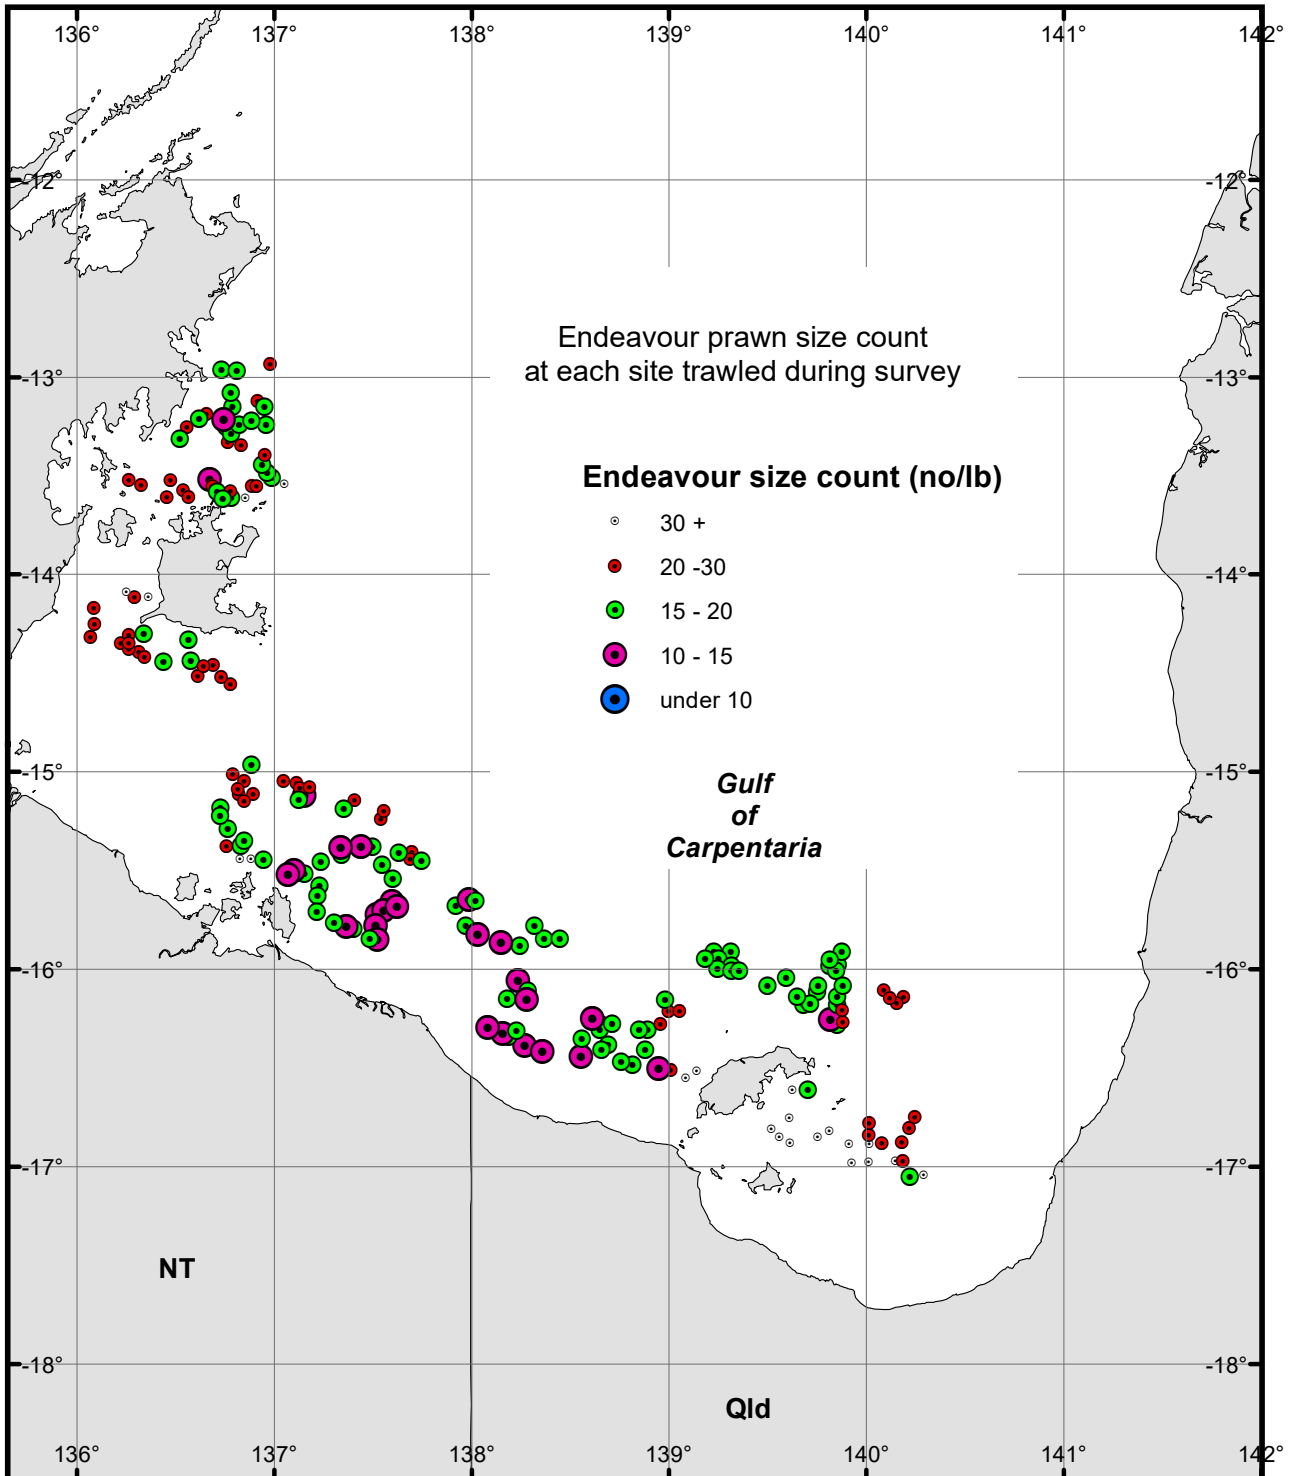 136° 137° 138° 139° 140° 141° 142°
-12° -12°
Endeavour prawn size count
at each site trawled during survey
-13° -13°
Endeavour size count (no/lb)
30 +
20 -30
-14° -14°
15 - 20
10 - 15
under 10
-15° -15°
Gulf
of
Carpentaria
-16° -16°
-17° -17°
NT
-18° -18°
Qld
136° 137° 138° 139° 140° 141° 142°